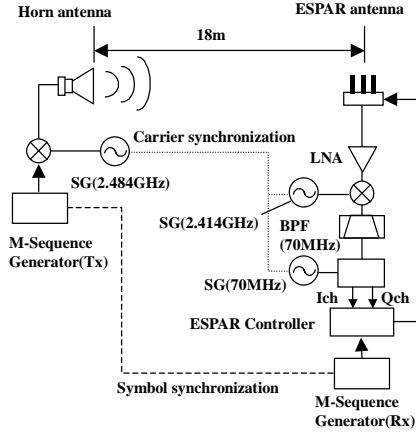 Horn antenna
ESPAR antenna
18m
Carrier synchronization
LNA
SG(2.484GHz)
SG(2.414GHz)
BPF
(70MHz)
M-Sequence
Generator(Tx)
SG(70MHz)
Ich
Qch
ESPAR Controller
Symbol synchronization
M-Sequence
Generator(Rx)